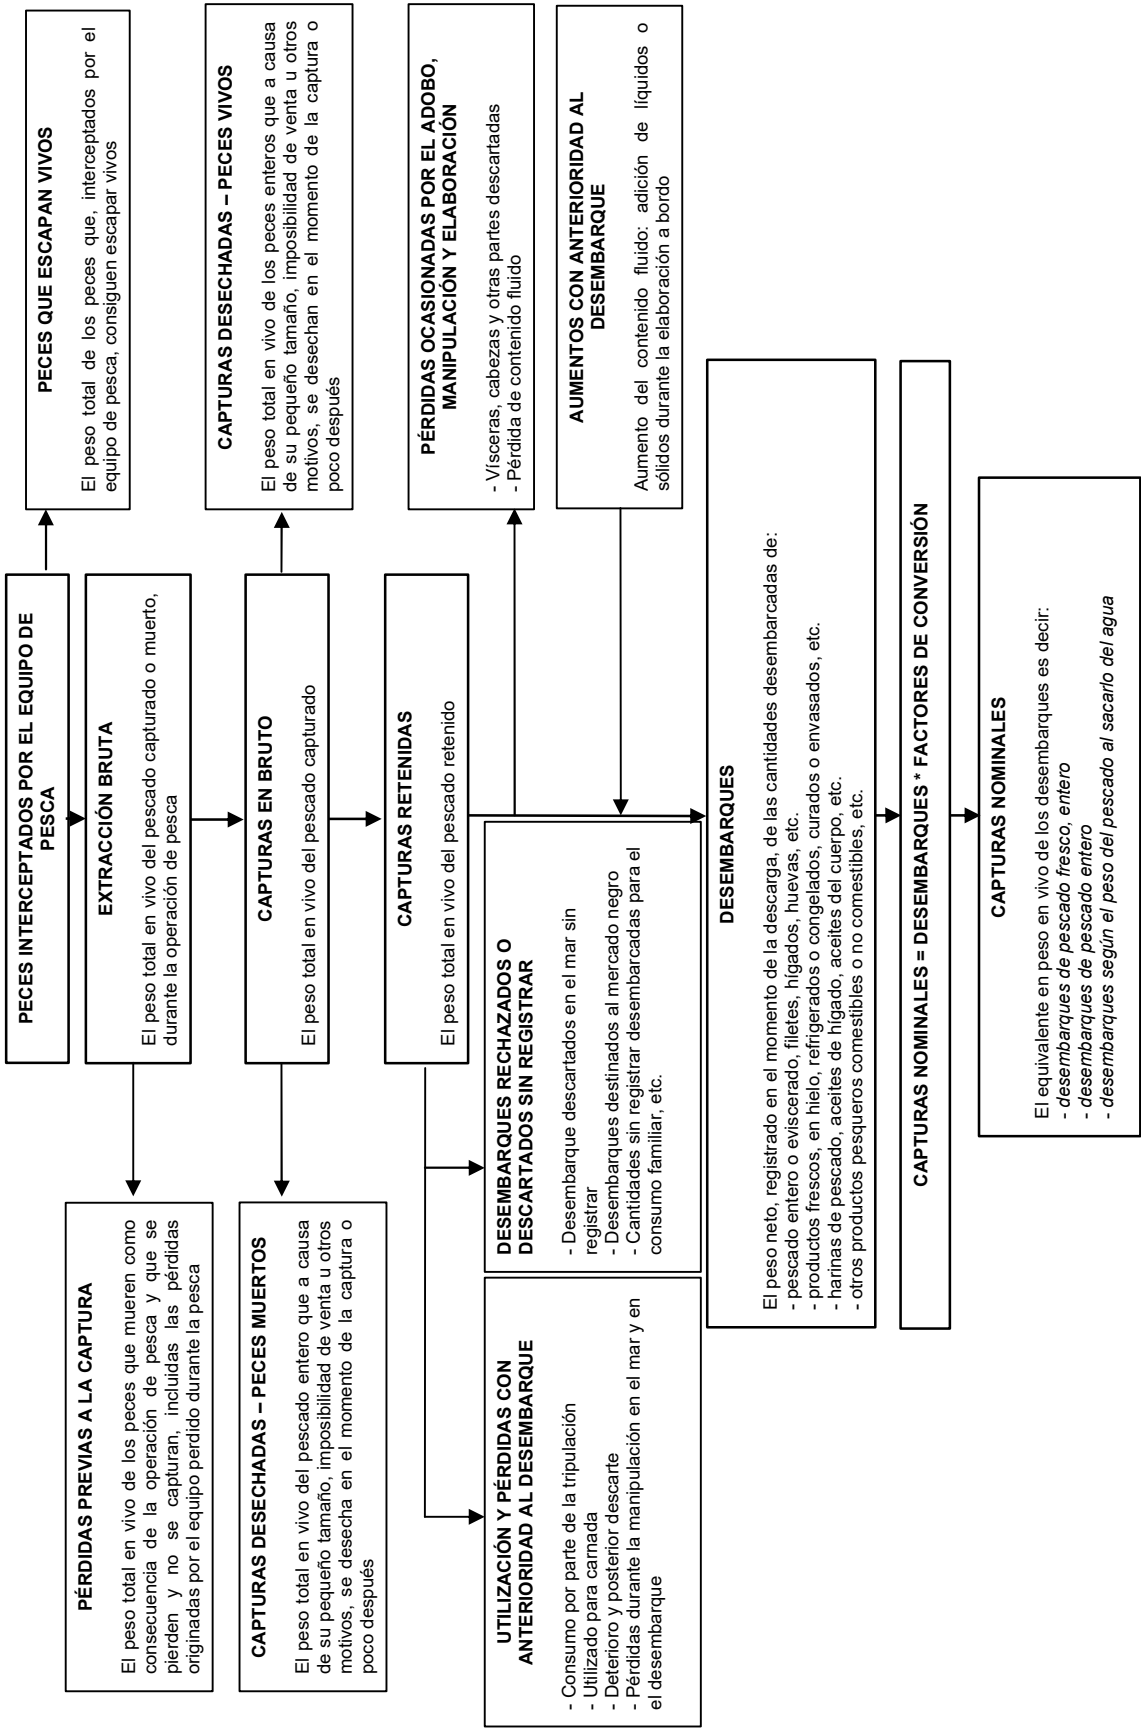 PECES INTERCEPTADOS POR EL EQUIPO DE
PESCA
PECES QUE ESCAPAN VIVOS
El peso total de los peces que, interceptados por el
equipo de pesca, consiguen escapar vivos
EXTRACCIÓN BRUTA
El peso total en vivo del pescado capturado o muerto,
durante la operación de pesca
PÉRDIDAS PREVIAS A LA CAPTURA
El peso total en vivo de los peces que mueren como
consecuencia de la operación de pesca y que se
pierden y no se capturan, incluidas las pérdidas
originadas por el equipo perdido durante la pesca
CAPTURAS EN BRUTO
El peso total en vivo del pescado capturado
CAPTURAS DESECHADAS – PECES VIVOS
El peso total en vivo de los peces enteros que a causa
de su pequeño tamaño, imposibilidad de venta u otros
motivos, se desechan en el momento de la captura o
poco después
CAPTURAS DESECHADAS – PECES MUERTOS
El peso total en vivo del pescado entero que a causa
de su pequeño tamaño, imposibilidad de venta u otros
motivos, se desecha en el momento de la captura o
poco después
CAPTURAS RETENIDAS
El peso total en vivo del pescado retenido
PÉRDIDAS OCASIONADAS POR EL ADOBO,
MANIPULACIÓN Y ELABORACIÓN
- Vísceras, cabezas y otras partes descartadas
- Pérdida de contenido fluido
UTILIZACIÓN Y PÉRDIDAS CON
ANTERIORIDAD AL DESEMBARQUE
- Consumo por parte de la tripulación
- Utilizado para carnada
- Deterioro y posterior descarte
- Pérdidas durante la manipulación en el mar y en
el desembarque
DESEMBARQUES RECHAZADOS O
DESCARTADOS SIN REGISTRAR
- Desembarque descartados en el mar sin
registrar
- Desembarques destinados al mercado negro
- Cantidades sin registrar desembarcadas para el
consumo familiar, etc.
AUMENTOS CON ANTERIORIDAD AL
DESEMBARQUE
Aumento del contenido fluido: adición de líquidos o
sólidos durante la elaboración a bordo
DESEMBARQUES
El peso neto, registrado en el momento de la descarga, de las cantidades desembarcadas de:
- pescado entero o eviscerado, filetes, hígados, huevas, etc.
- productos frescos, en hielo, refrigerados o congelados, curados o envasados, etc.
- harinas de pescado, aceites de hígado, aceites del cuerpo, etc.
- otros productos pesqueros comestibles o no comestibles, etc.
CAPTURAS NOMINALES = DESEMBARQUES * FACTORES DE CONVERSIÓN
CAPTURAS NOMINALES
El equivalente en peso en vivo de los desembarques es decir:
- desembarques de pescado fresco, entero
- desembarques de pescado entero
- desembarques según el peso del pescado al sacarlo del agua